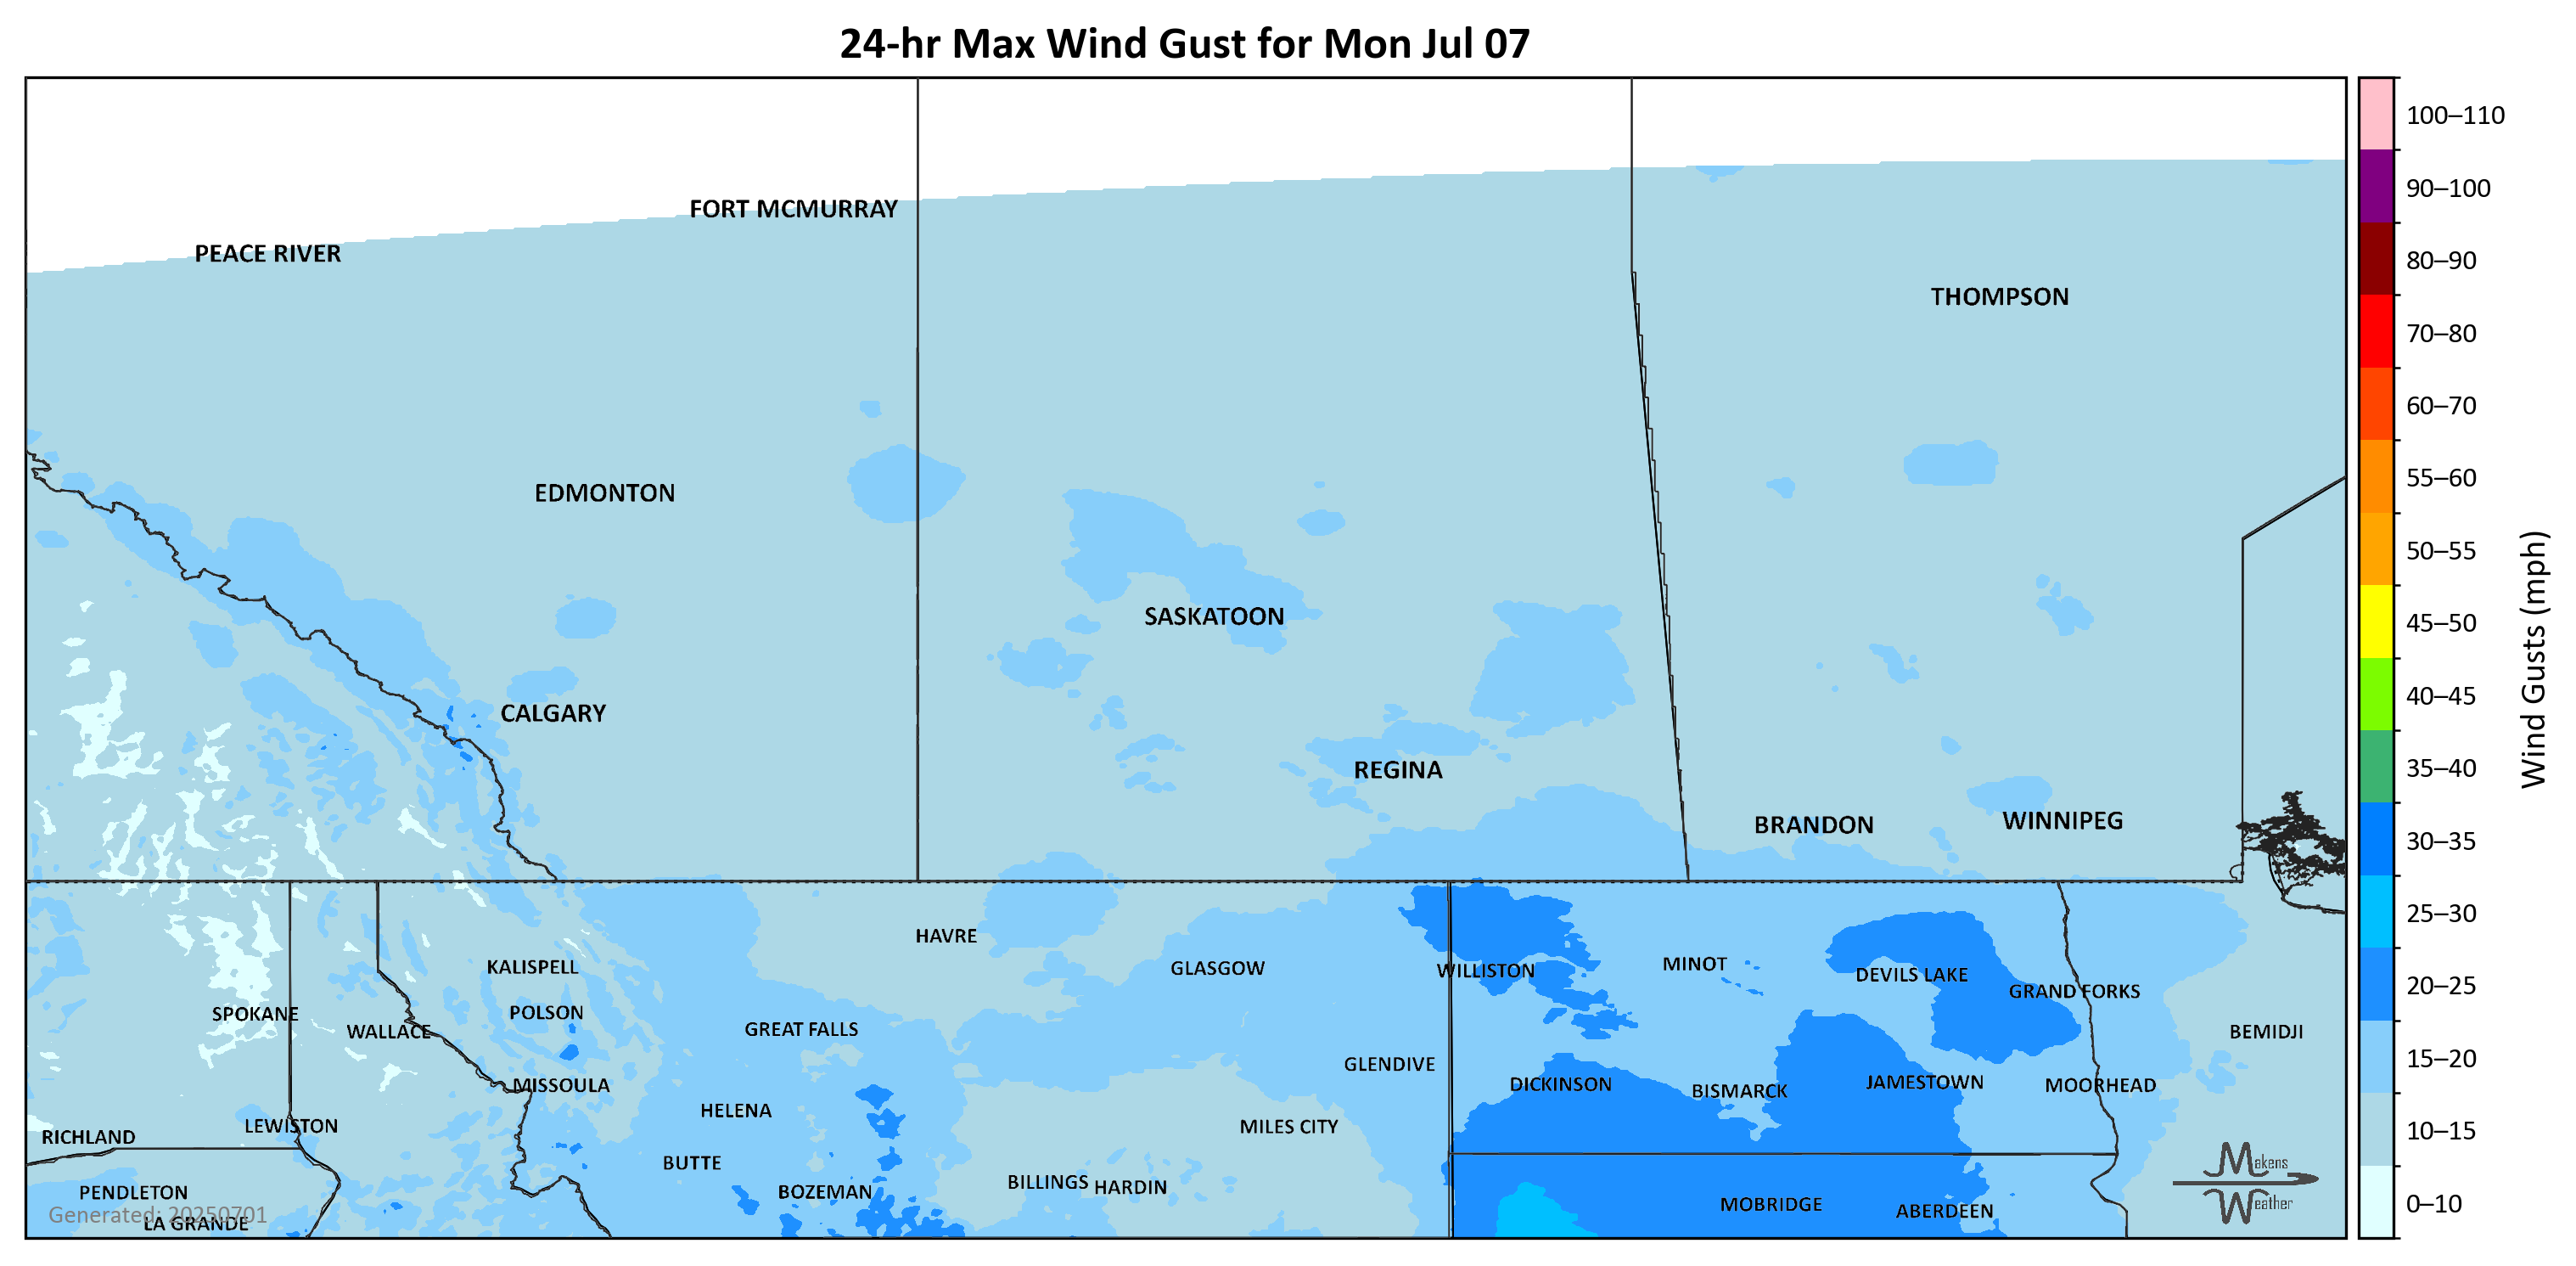 24-hr Max Wind Gust for Mon Jul 07
FORT MCMURRAY
PEACE RIVER
THOMPSON
EDMONTON
SASKATOON
CALGARY
REGINA
BRANDON
WINNIPEG
HAVRE
KALISPELL
GLASGOW
WILLISTON
MINOT
DEVILS LAKE
GRAND FORKS
SPOKANE
POLSON
WALLACE
GREAT FALLS
BEMIDJI
GLENDIVE
MISSOULA
DICKINSON
BISMARCK
JAMESTOWN
MOORHEAD
HELENA
LEWISTON
MILES CITY
RICHLAND
BUTTE
PENDLETON
BOZEMAN
BILLINGS
HARDIN
MOBRIDGE
ABERDEEN
Generated: 20250701
LA GRANDE
Makens
Weather
100–110
90–100
80–90
70–80
60–70
55–60
50–55
45–50
40–45
35–40
30–35
25–30
20–25
15–20
10–15
0–10
Wind Gusts (mph)